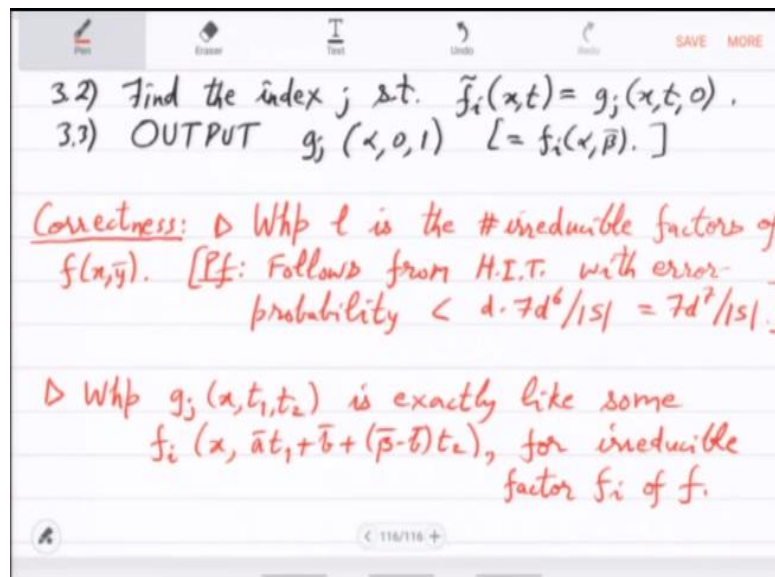 Pen Eraser Text Undo Redo SAVE MORE
3.2) Find the index j s.t. f̃ᵢ(x,t) = gⱼ(x,t,0).
3.3) OUTPUT gⱼ(α,0,1) [= fᵢ(α,β̄).]
Correctness: ▷ Whp l is the #irreducible factors of
f(x,ȳ). [Pf: Follows from H.I.T. with error-
probability < d·7d⁶/|S| = 7d⁷/|S|.]
▷ Whp gⱼ(x,t₁,t₂) is exactly like some
fᵢ(x, āt₁+b̄+(β̄-b̄)t₂), for irreducible
factor fᵢ of f.
< 116/116 +